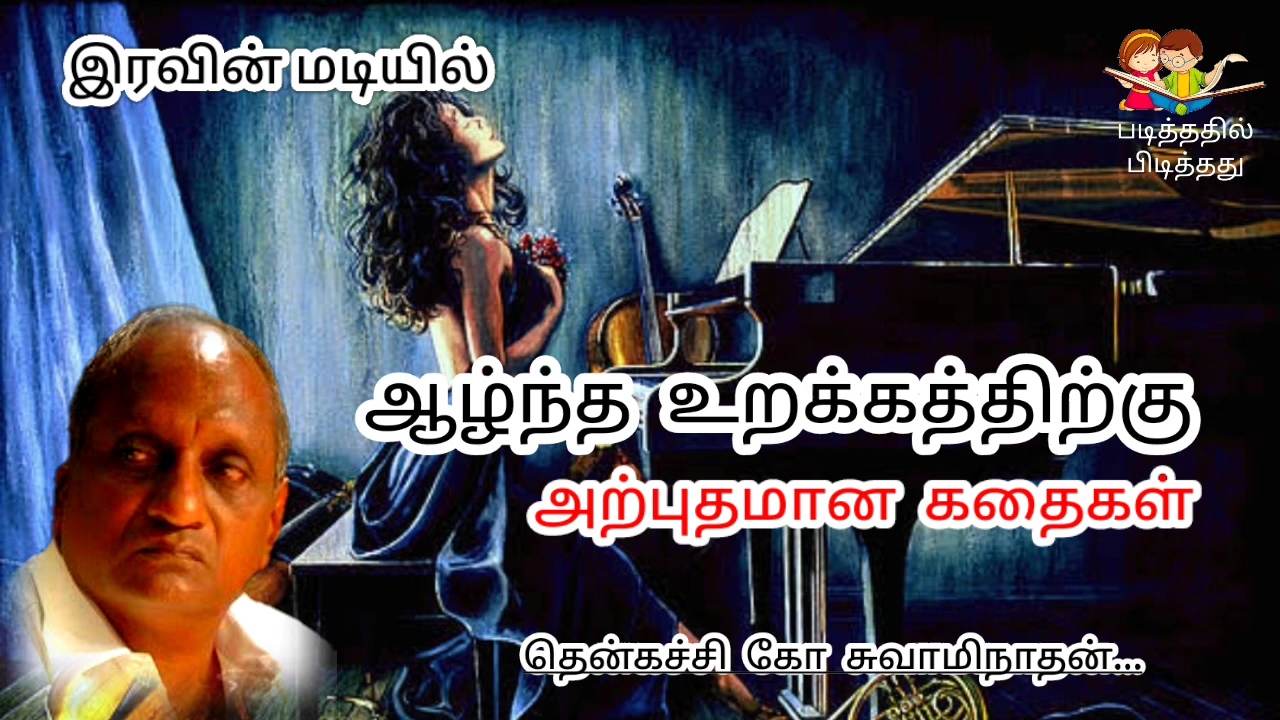 இரவின் மடியில்
படித்ததில்
பிடித்தது
ஆழ்ந்த உறக்கத்திற்கு
அற்புதமான கதைகள்
தென்கச்சி கோ சுவாமிநாதன்...